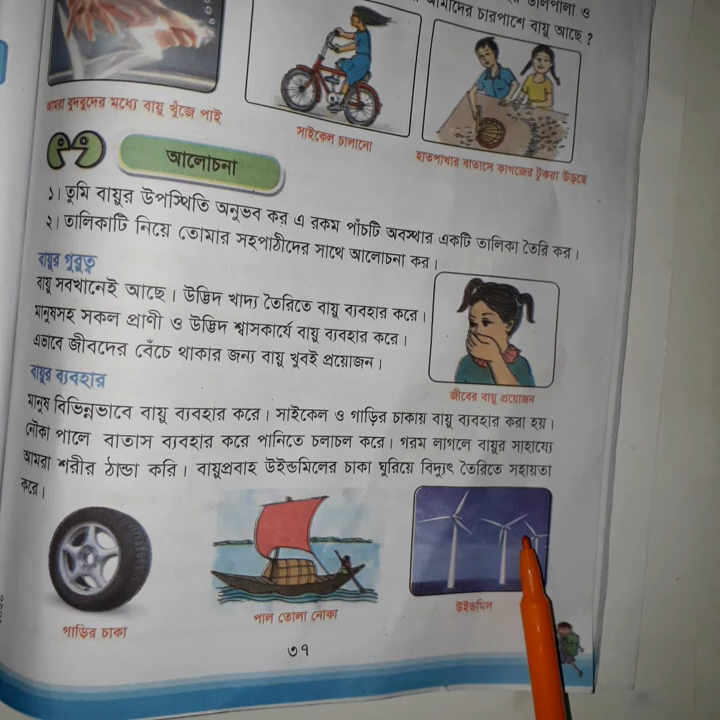 ডালপালা ও
আমাদের চারপাশে বায়ু আছে ?
আমরা বুদবুদের মধ্যে বায়ু খুঁজে পাই
সাইকেল চালানো
হাতপাখার বাতাসে কাগজের টুকরা উড়ছে
আলোচনা
১। তুমি বায়ুর উপস্থিতি অনুভব কর এ রকম পাঁচটি অবস্থার একটি তালিকা তৈরি কর।
২। তালিকাটি নিয়ে তোমার সহপাঠীদের সাথে আলোচনা কর।
বায়ুর গুরুত্ব
বায়ু সবখানেই আছে। উদ্ভিদ খাদ্য তৈরিতে বায়ু ব্যবহার করে।
মানুষসহ সকল প্রাণী ও উদ্ভিদ শ্বাসকার্যে বায়ু ব্যবহার করে।
এভাবে জীবদের বেঁচে থাকার জন্য বায়ু খুবই প্রয়োজন।
জীবের বায়ু প্রয়োজন
বায়ুর ব্যবহার
মানুষ বিভিন্নভাবে বায়ু ব্যবহার করে। সাইকেল ও গাড়ির চাকায় বায়ু ব্যবহার করা হয়।
নৌকা পালে বাতাস ব্যবহার করে পানিতে চলাচল করে। গরম লাগলে বায়ুর সাহায্যে
আমরা শরীর ঠান্ডা করি। বায়ুপ্রবাহ উইন্ডমিলের চাকা ঘুরিয়ে বিদ্যুৎ তৈরিতে সহায়তা
করে।
গাড়ির চাকা
পাল তোলা নৌকা
উইন্ডমিল
৩৭